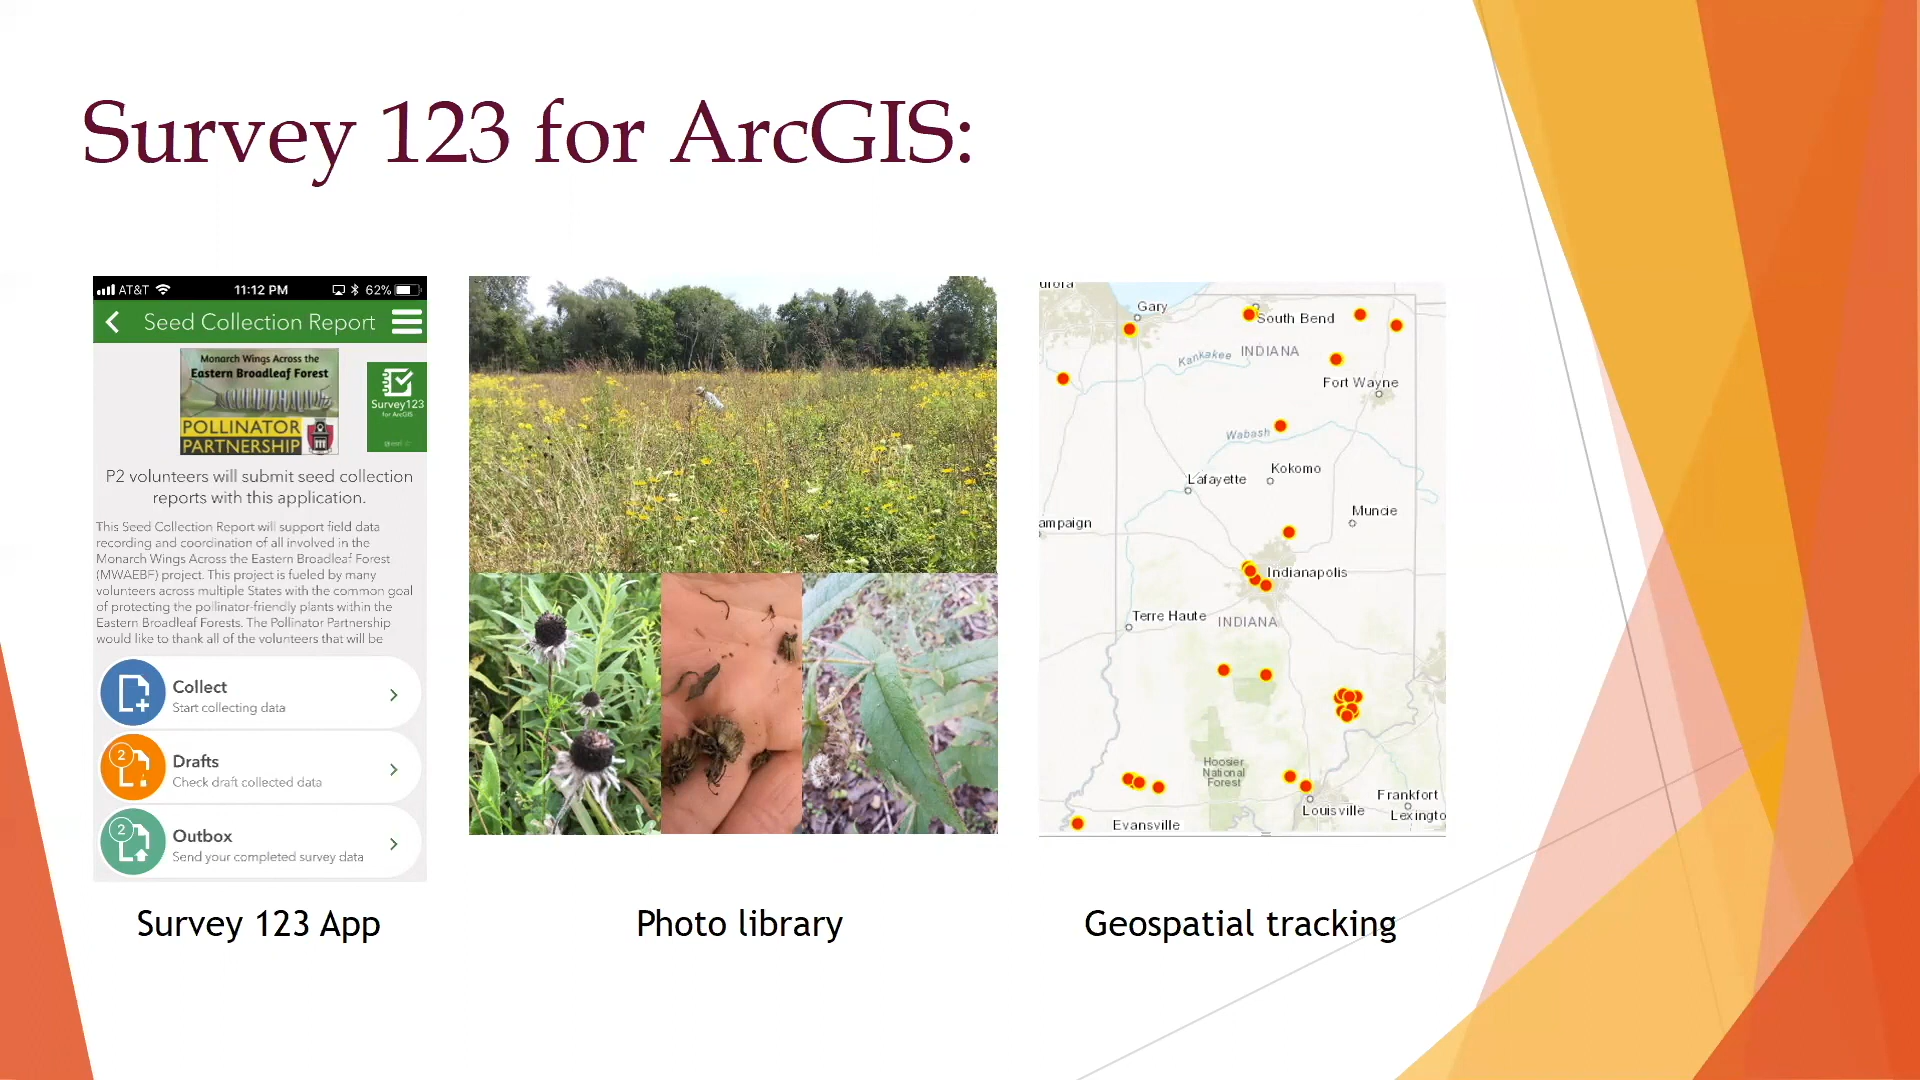 Survey 123 for ArcGIS:
AT&T
11:12 PM
62%
Seed Collection Report
Monarch Wings Across the
Eastern Broadleaf Forest
POLLINATOR
PARTNERSHIP
Survey123
for ArcGIS
esri
P2 volunteers will submit seed collection
reports with this application.
This Seed Collection Report will support field data
recording and coordination of all involved in the
Monarch Wings Across the Eastern Broadleaf Forest
(MWAEBF) project. This project is fueled by many
volunteers across multiple States with the common goal
of protecting the pollinator-friendly plants within the
Eastern Broadleaf Forests. The Pollinator Partnership
would like to thank all of the volunteers that will be
Collect
Start collecting data
2
Drafts
Check draft collected data
2
Outbox
Send your completed survey data
urora
Gary
South Bend
Kankakee
INDIANA
Fort Wayne
Wabash
Kokomo
Lafayette
Muncie
ampaign
Indianapolis
Terre Haute
INDIANA
Hoosier
National
Forest
Frankfort
Louisville
Lexingto
Evansville
Survey 123 App
Photo library
Geospatial tracking